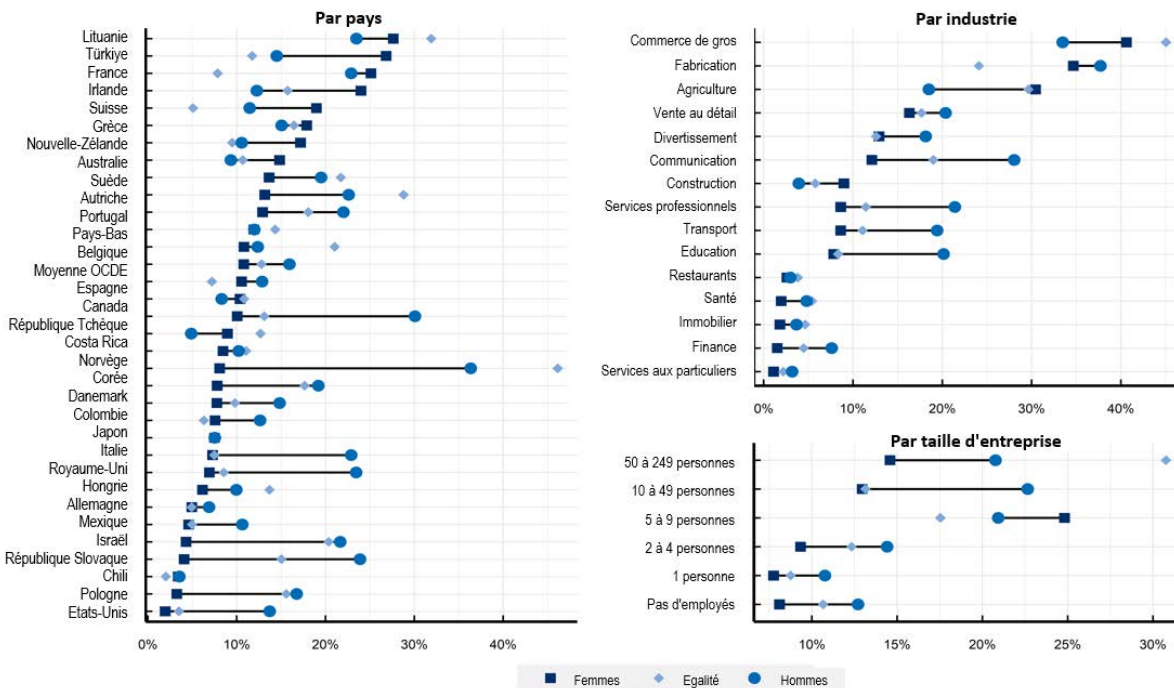 Par pays
Lituanie
Türkiye
France
Irlande
Suisse
Grèce
Nouvelle-Zélande
Australie
Suède
Autriche
Portugal
Pays-Bas
Belgique
Moyenne OCDE
Espagne
Canada
République Tchèque
Costa Rica
Norvège
Corée
Danemark
Colombie
Japon
Italie
Royaume-Uni
Hongrie
Allemagne
Mexique
Israël
République Slovaque
Chili
Pologne
Etats-Unis
0% 10% 20% 30% 40%
Par industrie
Commerce de gros
Fabrication
Agriculture
Vente au détail
Divertissement
Communication
Construction
Services professionnels
Transport
Education
Restaurants
Santé
Immobilier
Finance
Services aux particuliers
0% 10% 20% 30% 40%
Par taille d'entreprise
50 à 249 personnes
10 à 49 personnes
5 à 9 personnes
2 à 4 personnes
1 personne
Pas d'employés
10% 15% 20% 25% 30%
Femmes Egalité Hommes